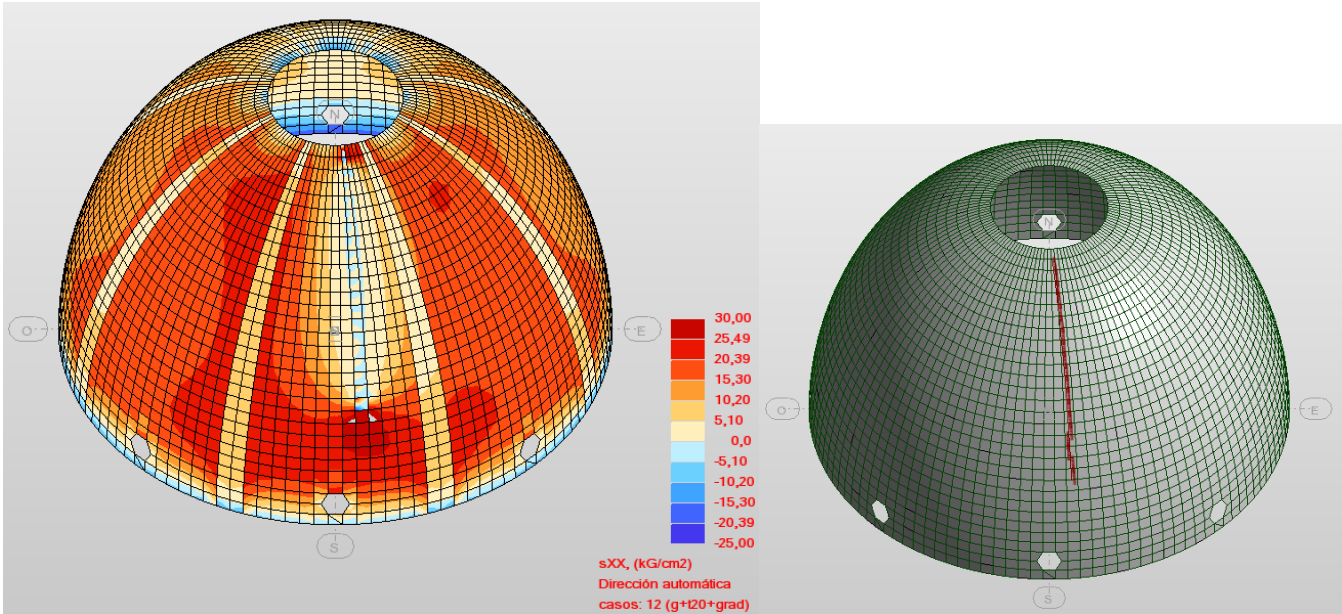 N
O
E
S
30,00
25,49
20,39
15,30
10,20
5,10
0,0
-5,10
-10,20
-15,30
-20,39
-25,00
sXX, (kG/cm2)
Dirección automática
casos: 12 (g+t20+grad)
N
O
E
S